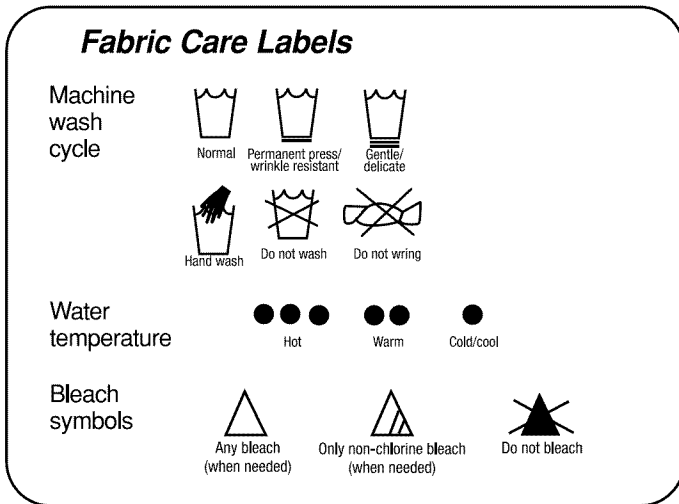 Fabric Care Labels
Machine
wash
cycle
Normal
Permanent press/
wrinkle resistant
Gentle/
delicate
Hand wash
Do not wash
Do not wring
Water
temperature
Hot
Warm
Cold/cool
Bleach
symbols
Any bleach
(when needed)
Only non-chlorine bleach
(when needed)
Do not bleach